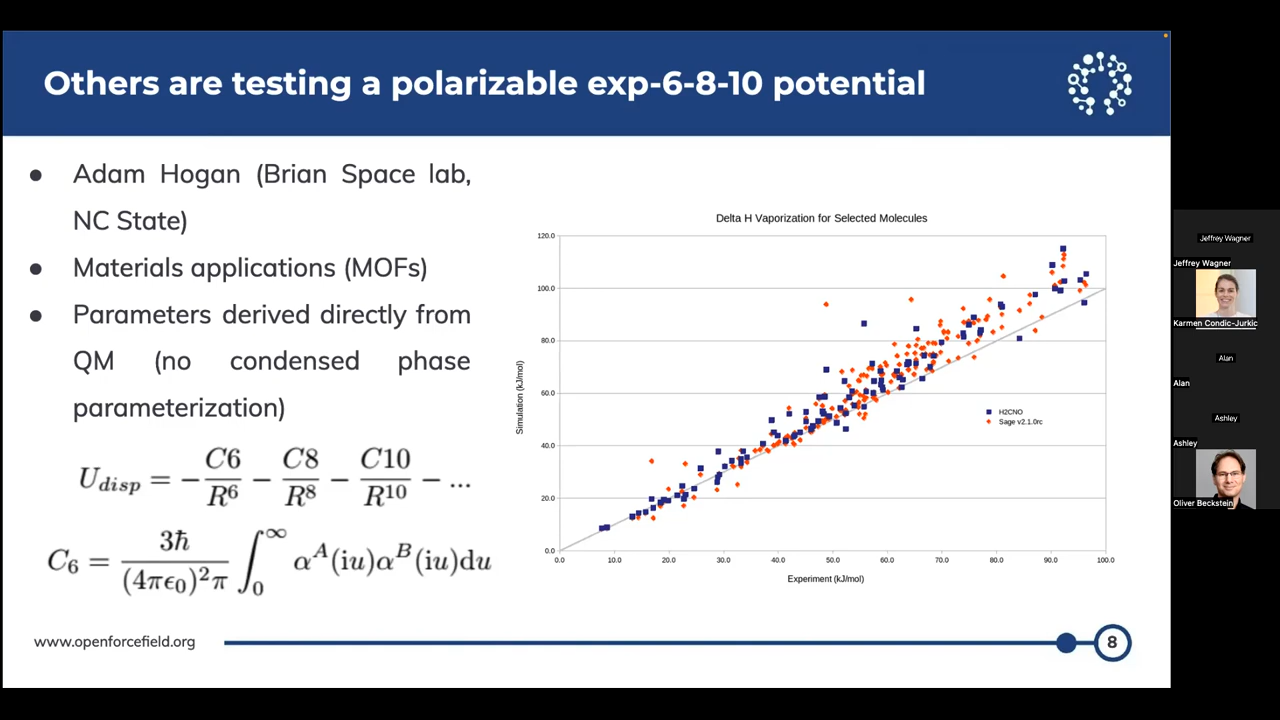 Others are testing a polarizable exp-6-8-10 potential
● Adam Hogan (Brian Space lab,
NC State)
● Materials applications (MOFs)
● Parameters derived directly from
QM (no condensed phase
parameterization)
U_disp = − C6/R^6 − C8/R^8 − C10/R^10 − ...
C_6 = 3ħ/((4πϵ_0)^2π) ∫_0^∞ α^A(iu)α^B(iu)du
Delta H Vaporization for Selected Molecules
120.0
100.0
80.0
60.0
40.0
20.0
0.0
Simulation (kJ/mol)
H2CNO
Sage v2.1.0rc
0.0 10.0 20.0 30.0 40.0 50.0 60.0 70.0 80.0 90.0 100.0
Experiment (kJ/mol)
www.openforcefield.org
8
Jeffrey Wagner
Jeffrey Wagner
Karmen Condic-Jurkic
Alan
Alan
Ashley
Ashley
Oliver Beckstein